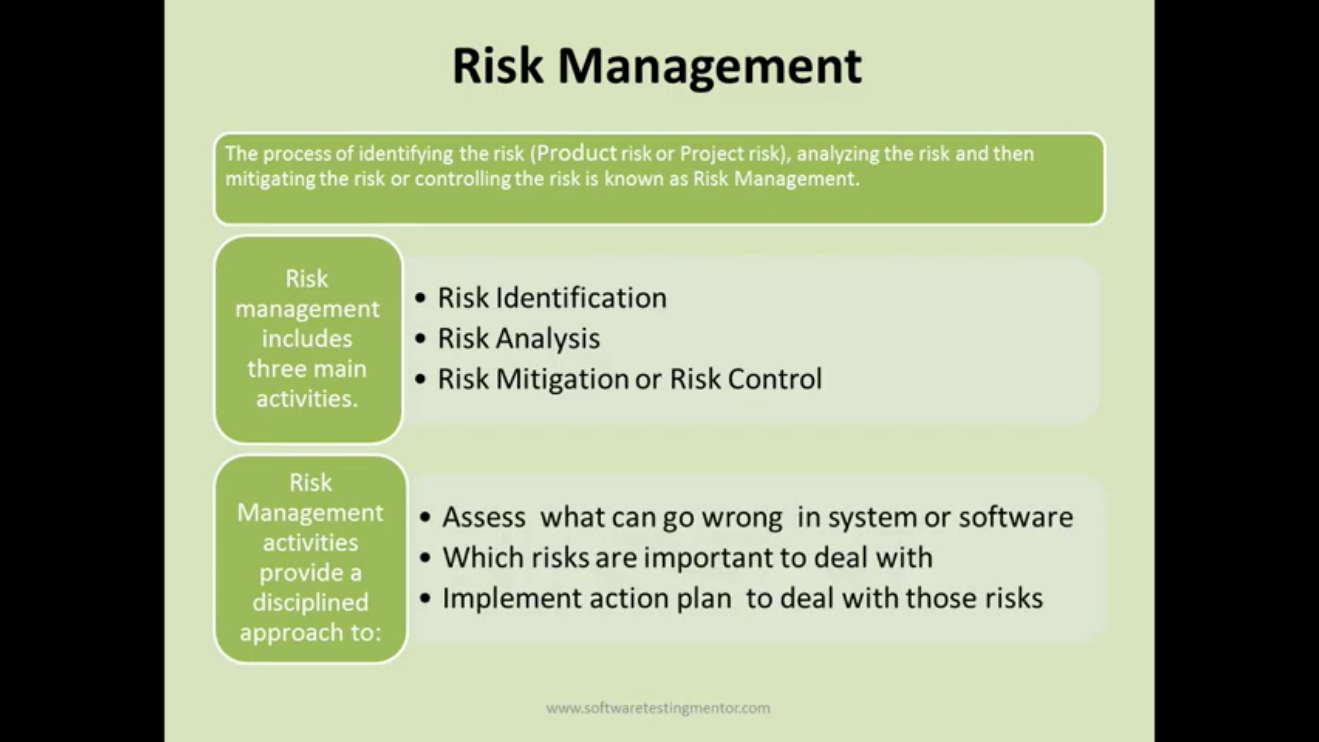 Risk Management
The process of identifying the risk (Product risk or Project risk), analyzing the risk and then
mitigating the risk or controlling the risk is known as Risk Management.
Risk
management
includes
three main
activities.
• Risk Identification
• Risk Analysis
• Risk Mitigation or Risk Control
Risk
Management
activities
provide a
disciplined
approach to:
• Assess what can go wrong in system or software
• Which risks are important to deal with
• Implement action plan to deal with those risks
www.softwaretestingmentor.com